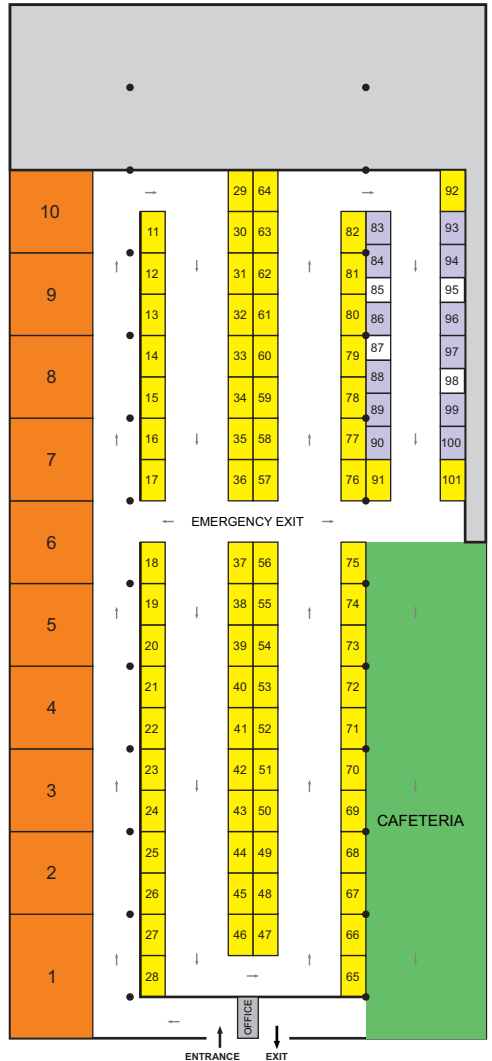 29 64
92
10 11 30 63 82 83 93
84 94
9 12 31 62 81 85 95
13 32 61 80 86 96
8 14 33 60 79 87 97
88 98
15 34 59 78 89 99
7 16 35 58 77 90 100
17 36 57 76 91 101
EMERGENCY EXIT
6
18 37 56 75
5 19 38 55 74
20 39 54 73
4 21 40 53 72
22 41 52 71
3 23 42 51 70
24 43 50 69
CAFETERIA
2 25 44 49 68
26 45 48 67
1 27 46 47 66
28 65
OFFICE
ENTRANCE EXIT